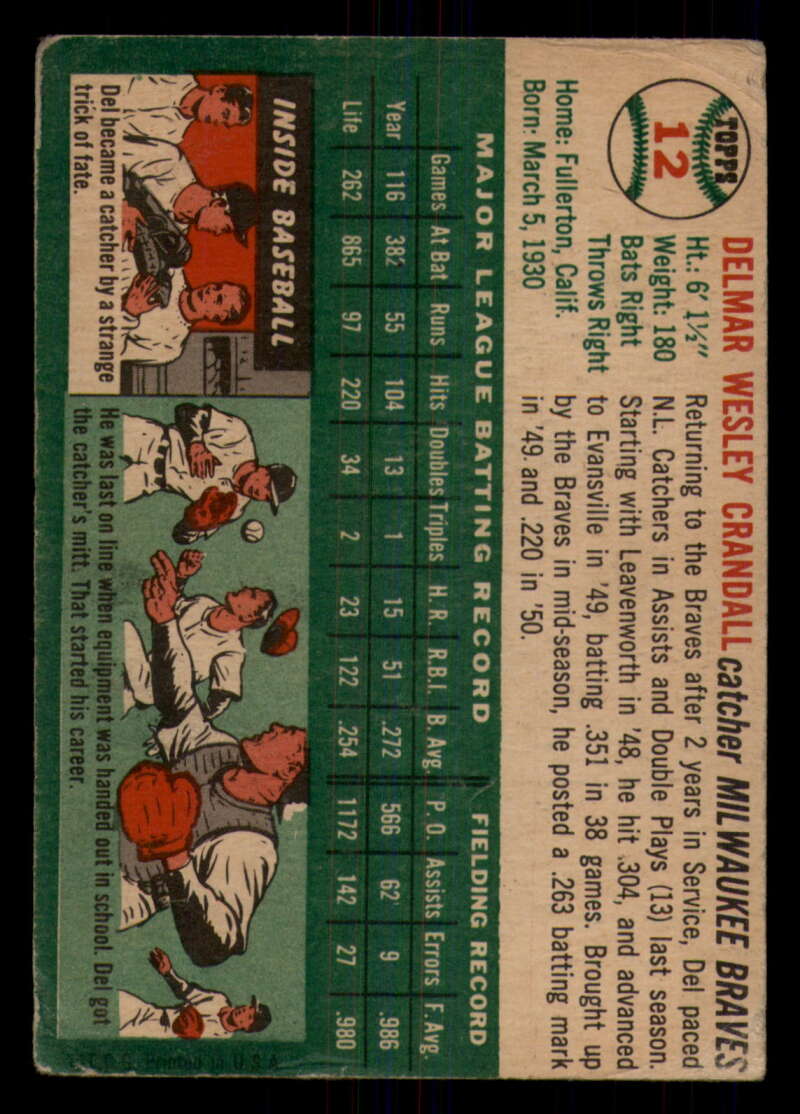 TOPPS
12
DELMAR WESLEY CRANDALL catcher MILWAUKEE BRAVES
Ht.: 6' 1½"
Weight: 180
Bats Right
Throws Right
Home: Fullerton, Calif.
Born: March 5, 1930
Returning to the Braves after 2 years in Service, Del paced
N.L. Catchers in Assists and Double Plays (13) last season.
Starting with Leavenworth in '48, he hit .304, and advanced
to Evansville in '49, batting .351 in 38 games. Brought up
by the Braves in mid-season, he posted a .263 batting mark
in '49. and .220 in '50.
MAJOR LEAGUE BATTING RECORD FIELDING RECORD
Games At Bat Runs Hits Doubles Triples H. R. R.B.I. B. Avg. P. O. Assists Errors F. Avg.
Year 116 382 55 104 13 1 15 51 .272 566 62 9 .986
Life 262 865 97 220 34 2 23 122 .254 1172 142 27 .980
INSIDE BASEBALL
Del became a catcher by a strange
trick of fate.
He was last on line when equipment was handed out in school. Del got
the catcher's mitt. That started his career.
T.C.G. Printed in U.S.A.